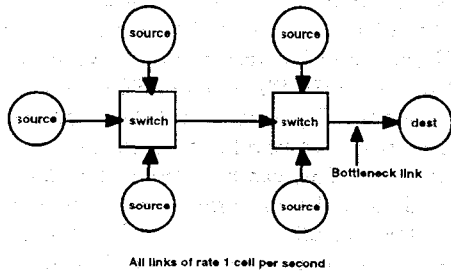 source
source
source
switch
switch
dest
Bottleneck link
source
source
All links of rate 1 cell per second